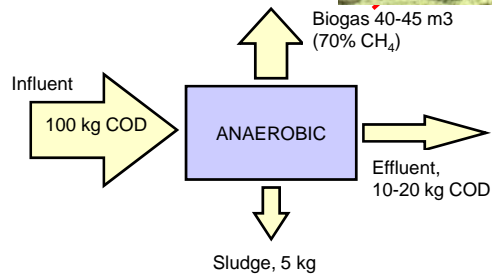 Biogas 40-45 m3
(70% CH₄)
Influent
100 kg COD
ANAEROBIC
Effluent,
10-20 kg COD
Sludge, 5 kg